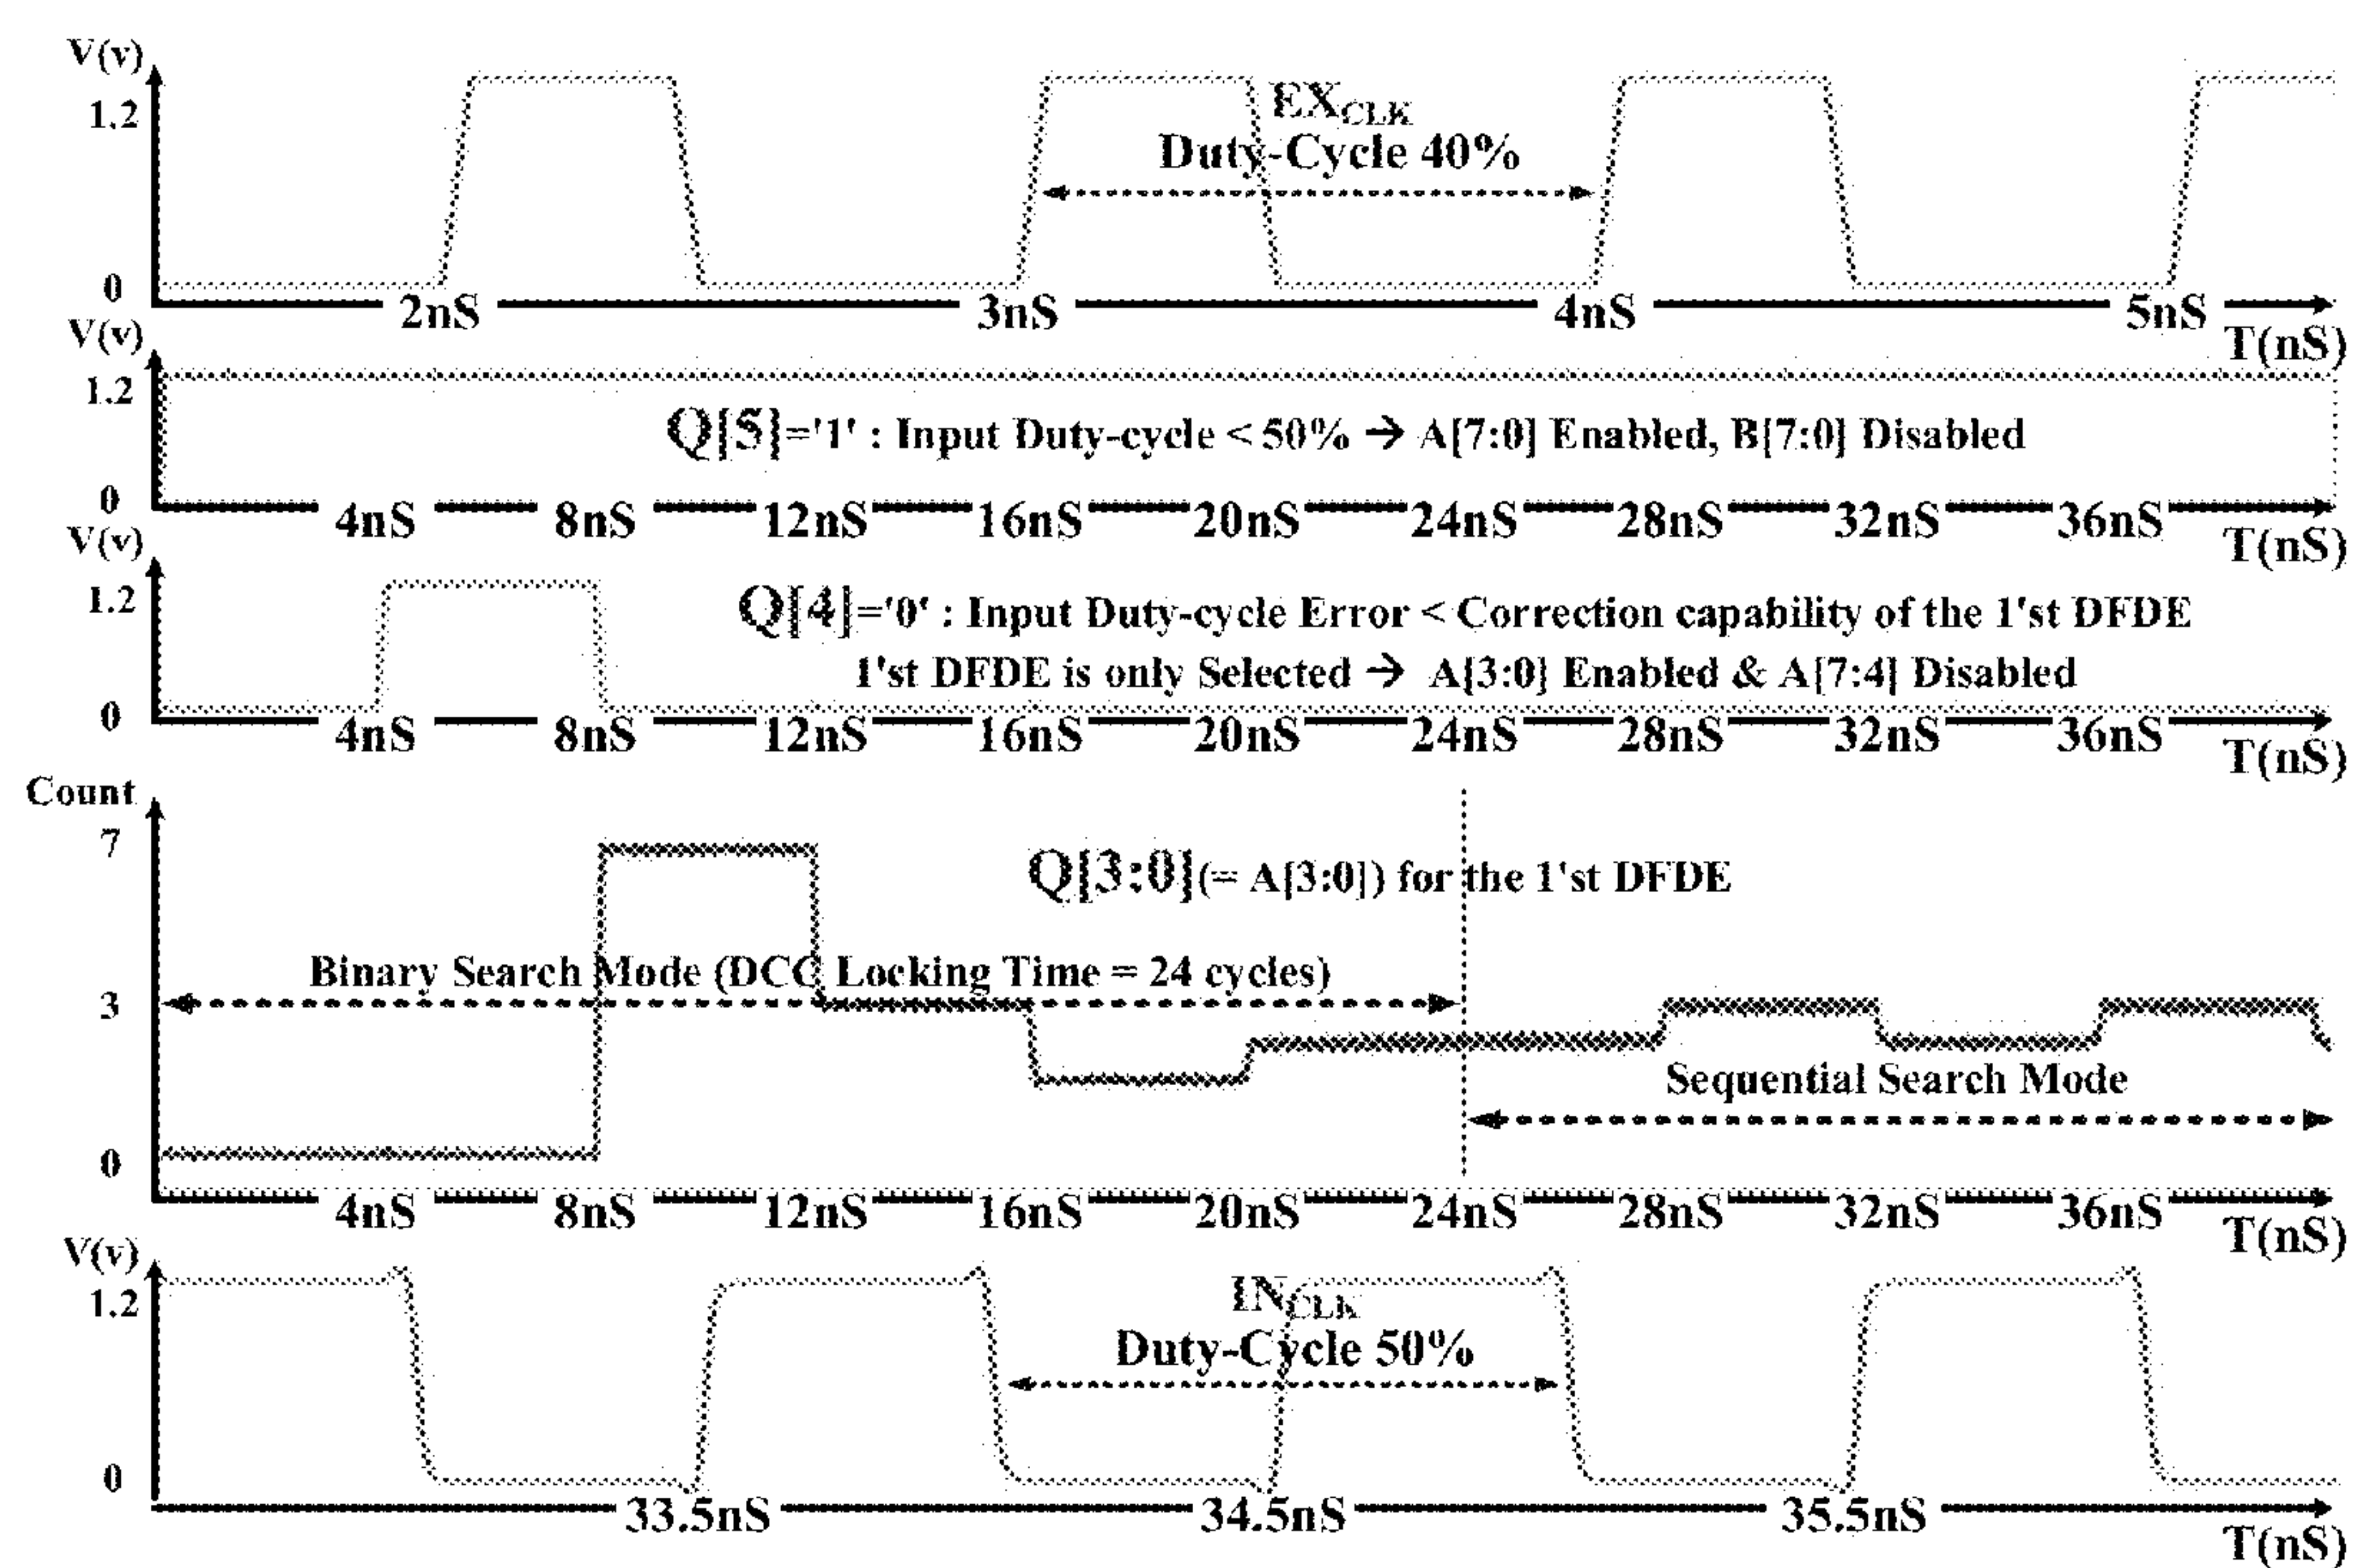 V(v)
1.2
EX_CLK
Duty-Cycle 40%
0
2nS 3nS 4nS 5nS
T(nS)
V(v)
1.2
Q[5]='1' : Input Duty-cycle < 50% → A[7:0] Enabled, B[7:0] Disabled
0
4nS 8nS 12nS 16nS 20nS 24nS 28nS 32nS 36nS
T(nS)
V(v)
1.2
Q[4]='0' : Input Duty-cycle Error < Correction capability of the 1'st DFDE
1'st DFDE is only Selected → A[3:0] Enabled & A[7:4] Disabled
0
4nS 8nS 12nS 16nS 20nS 24nS 28nS 32nS 36nS
T(nS)
Count
7
Q[3:0](= A[3:0]) for the 1'st DFDE
Binary Search Mode (DCC Locking Time = 24 cycles)
3
Sequential Search Mode
0
4nS 8nS 12nS 16nS 20nS 24nS 28nS 32nS 36nS
T(nS)
V(v)
1.2
IN_CLK
Duty-Cycle 50%
0
33.5nS 34.5nS 35.5nS
T(nS)